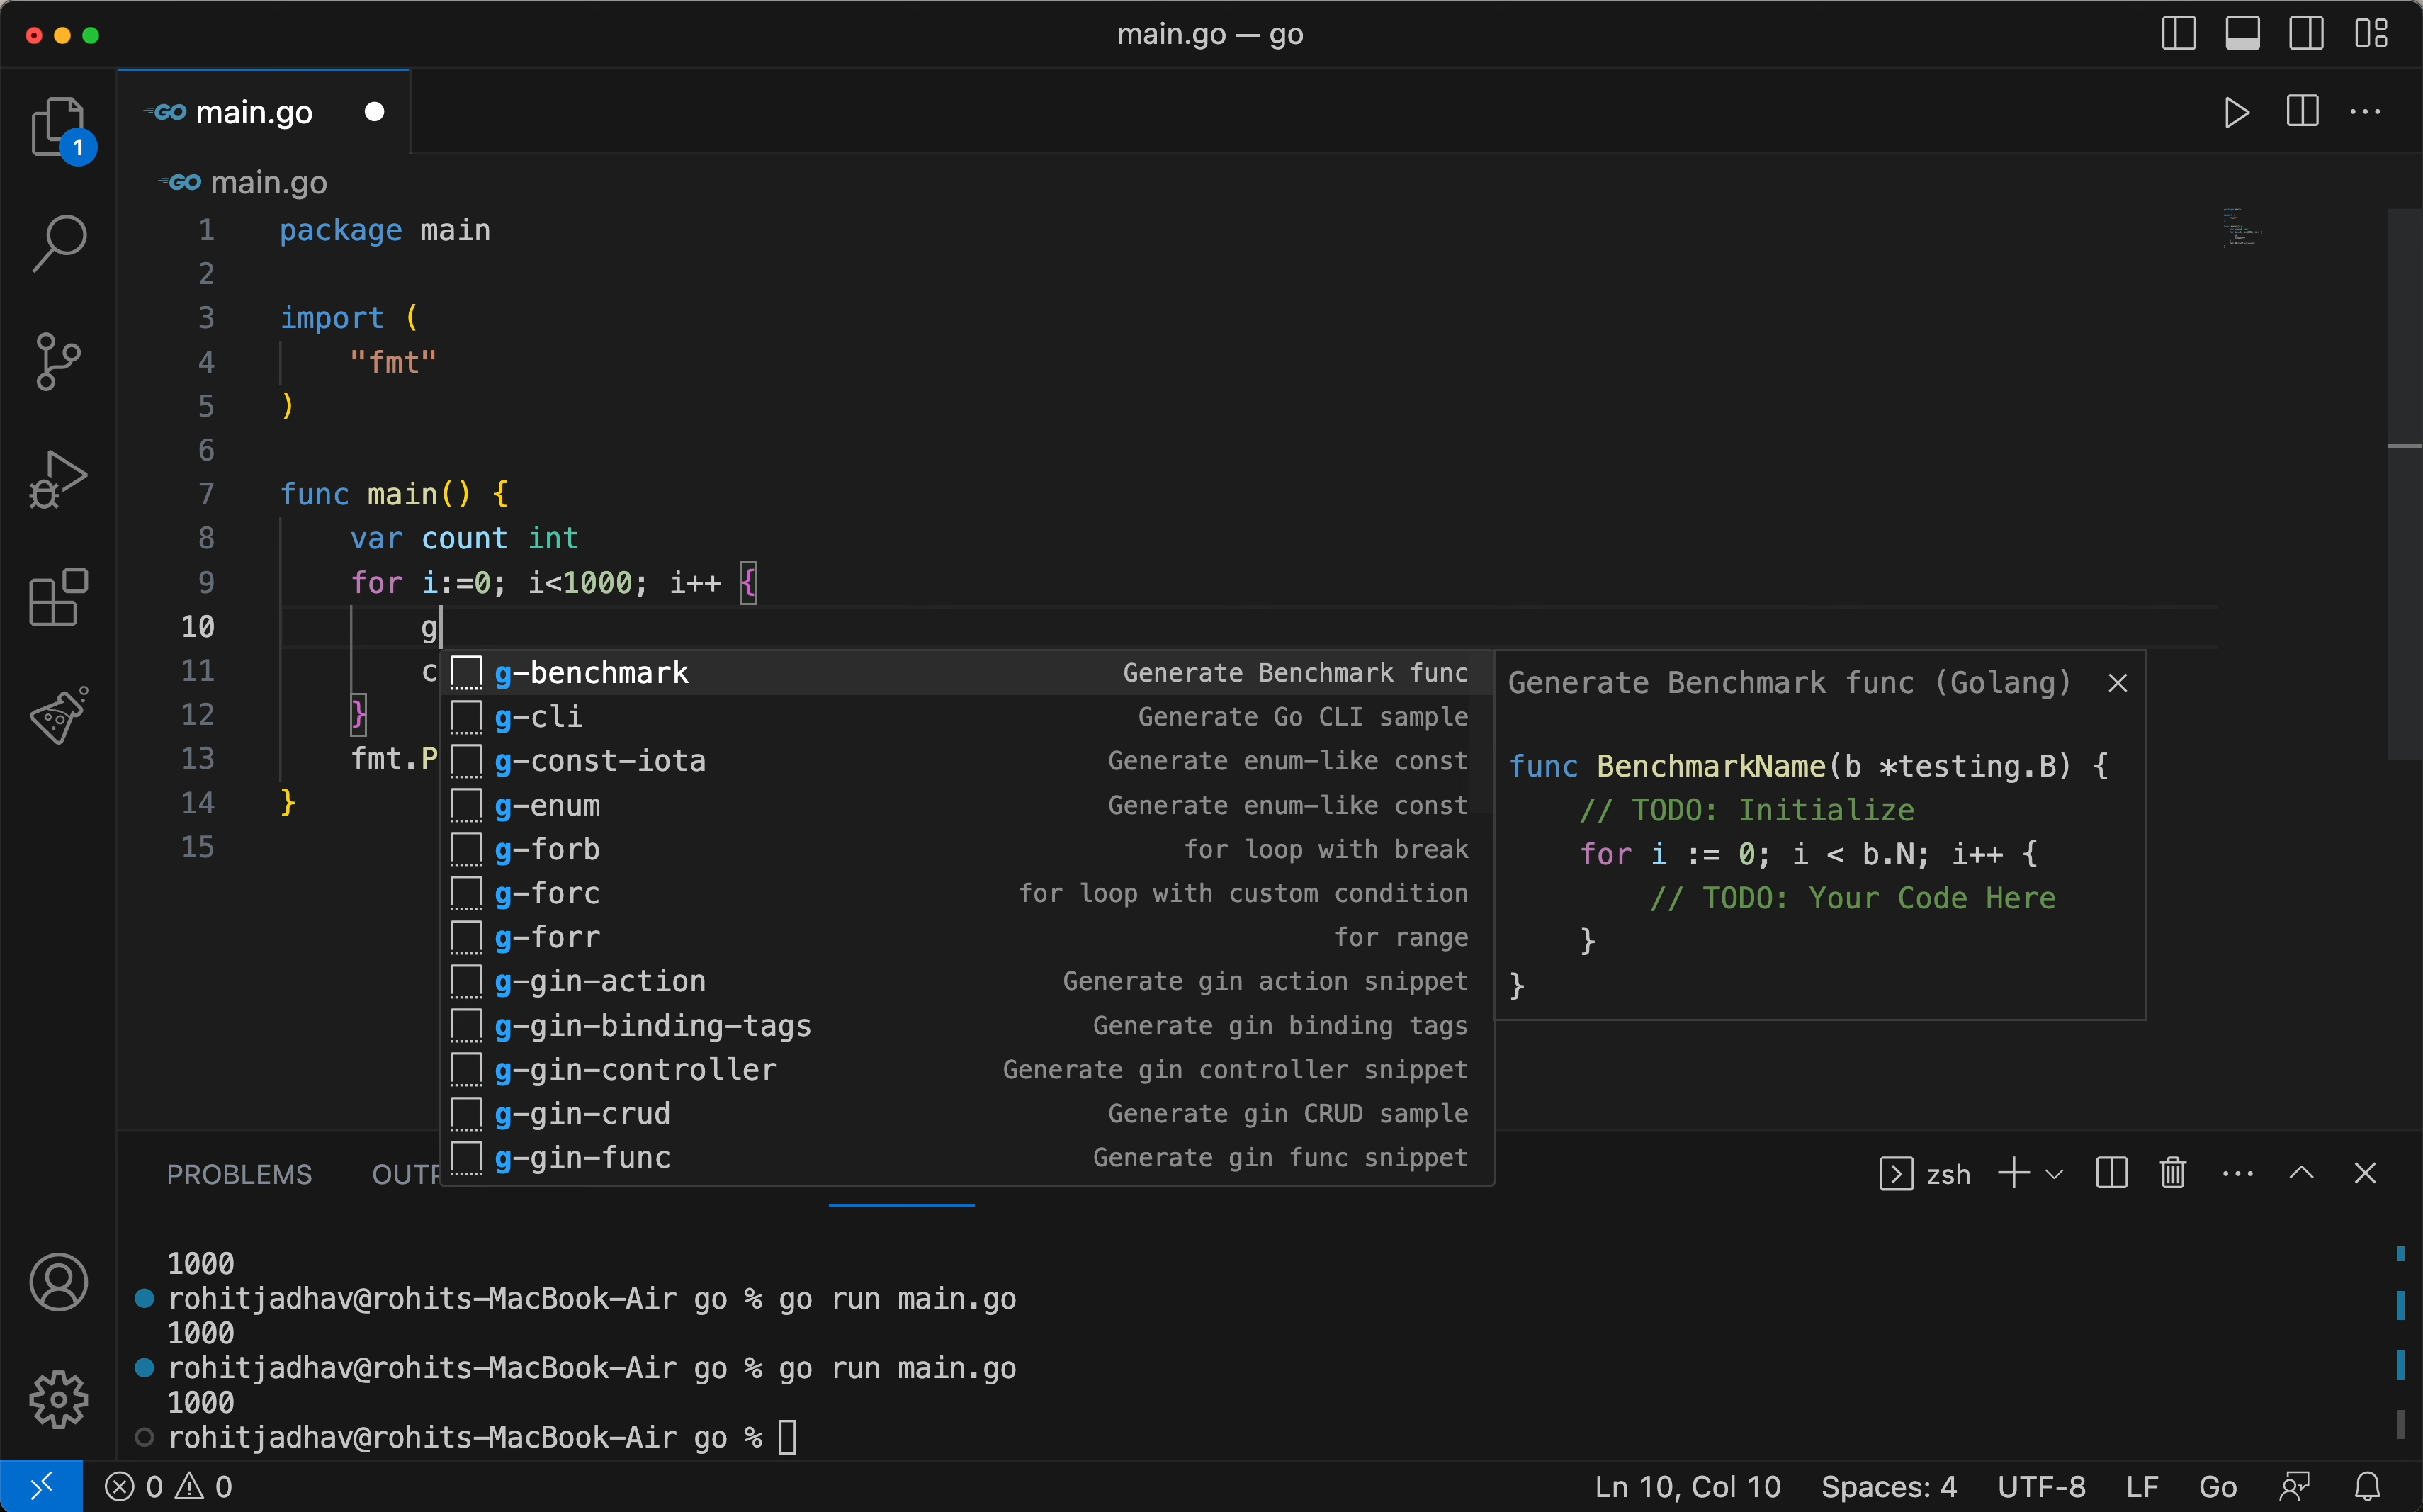 main.go — go
GO main.go
1
GO main.go
1 package main
2
3 import (
4 "fmt"
5 )
6
7 func main() {
8 var count int
9 for i:=0; i<1000; i++ {
10 g
11 c
12 }
13 fmt.P
14 }
15
g-benchmark Generate Benchmark func
g-cli Generate Go CLI sample
g-const-iota Generate enum-like const
g-enum Generate enum-like const
g-forb for loop with break
g-forc for loop with custom condition
g-forr for range
g-gin-action Generate gin action snippet
g-gin-binding-tags Generate gin binding tags
g-gin-controller Generate gin controller snippet
g-gin-crud Generate gin CRUD sample
g-gin-func Generate gin func snippet
Generate Benchmark func (Golang)
func BenchmarkName(b *testing.B) {
// TODO: Initialize
for i := 0; i < b.N; i++ {
// TODO: Your Code Here
}
}
PROBLEMS OUTP zsh
1000
rohitjadhav@rohits-MacBook-Air go % go run main.go
1000
rohitjadhav@rohits-MacBook-Air go % go run main.go
1000
rohitjadhav@rohits-MacBook-Air go %
0 0 Ln 10, Col 10 Spaces: 4 UTF-8 LF Go